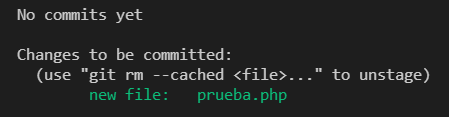 No commits yet
Changes to be committed:
(use "git rm --cached <file>..." to unstage)
new file: prueba.php